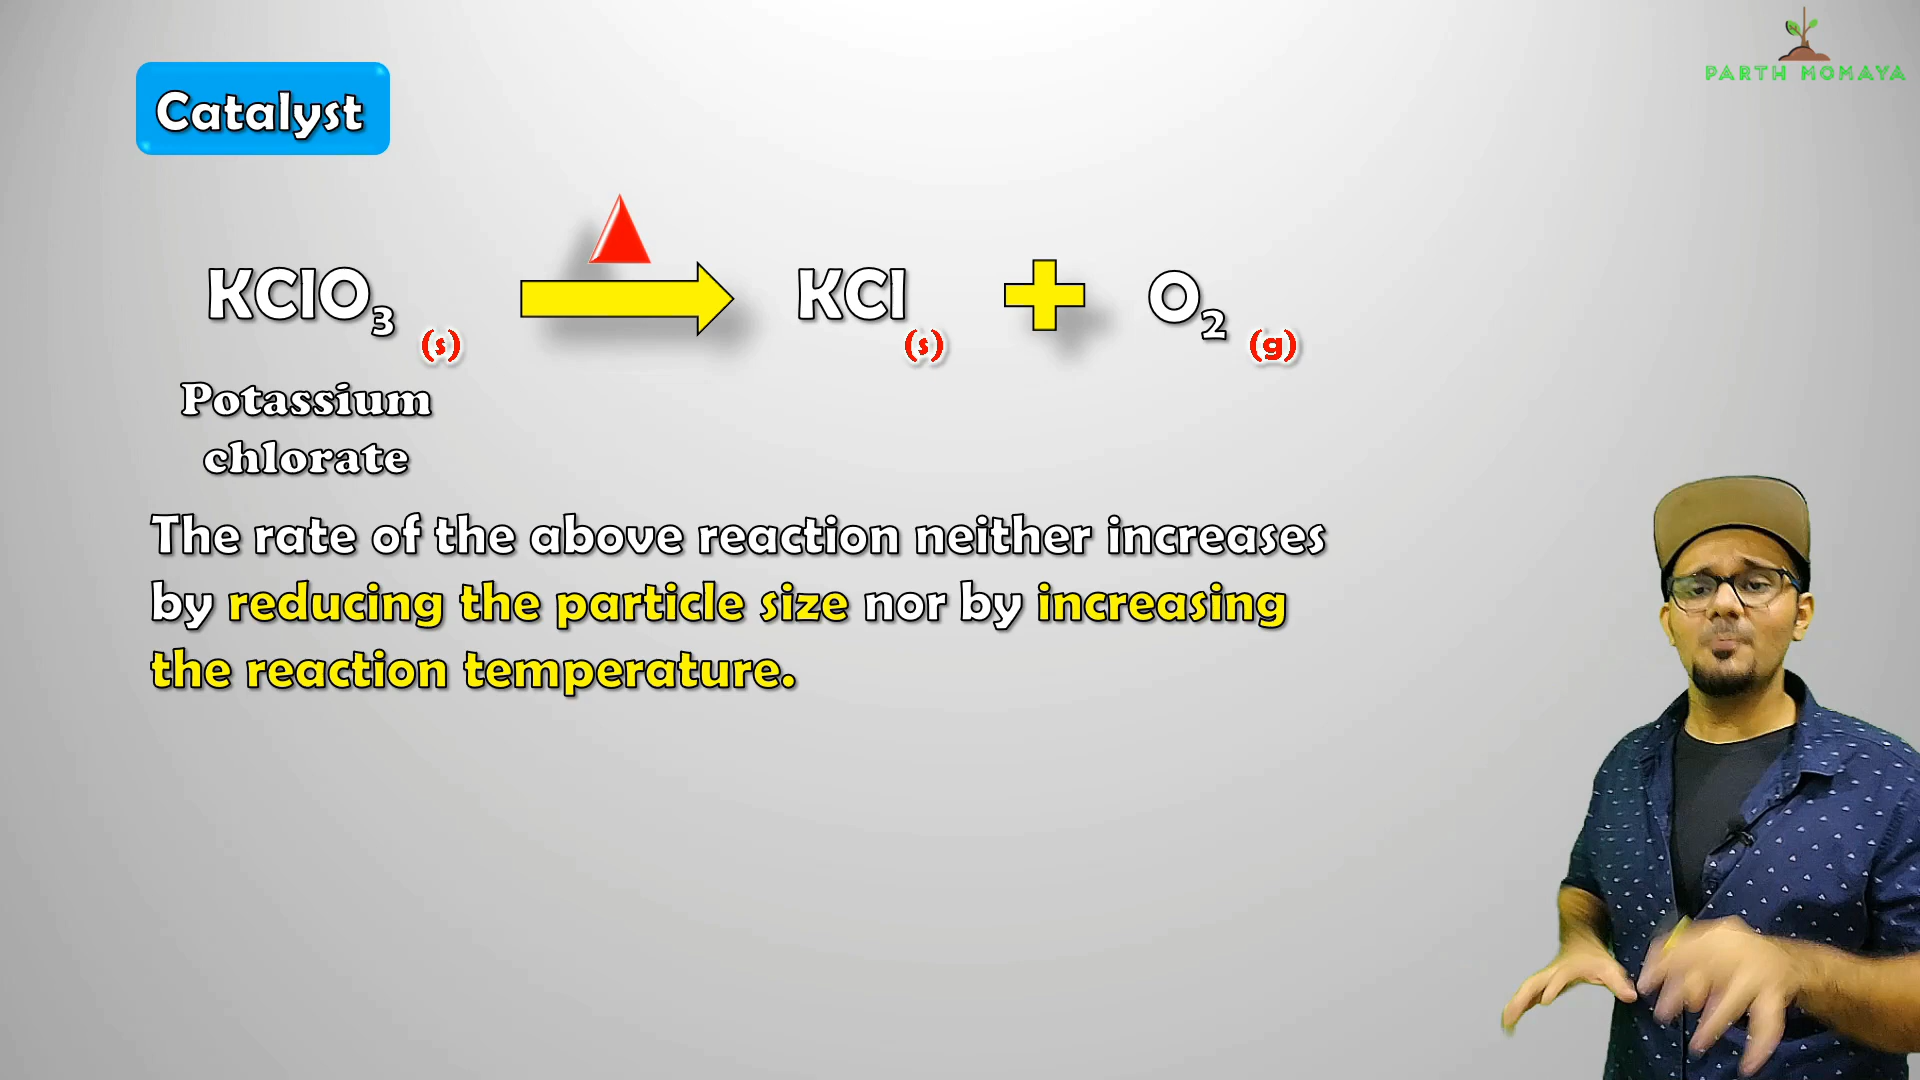 PARTH MOMAYA
Catalyst
KClO3 (s) KCl (s) + O2 (g)
Potassium
chlorate
The rate of the above reaction neither increases
by reducing the particle size nor by increasing
the reaction temperature.